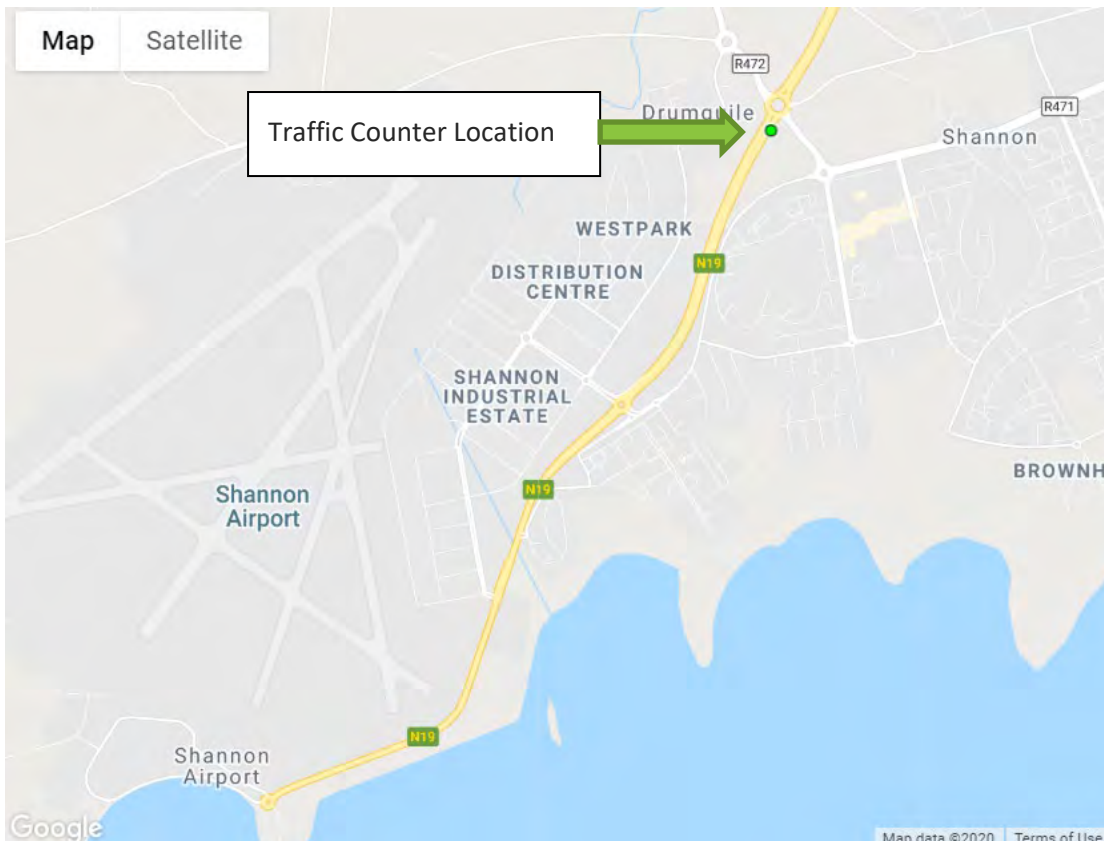 Map Satellite
R472
R471
Traffic Counter Location
Drumquile
Shannon
WESTPARK
N19
DISTRIBUTION
CENTRE
SHANNON
INDUSTRIAL
ESTATE
BROWNH
N19
Shannon
Airport
N19
Shannon
Airport
Google
Map data ©2020 Terms of Use